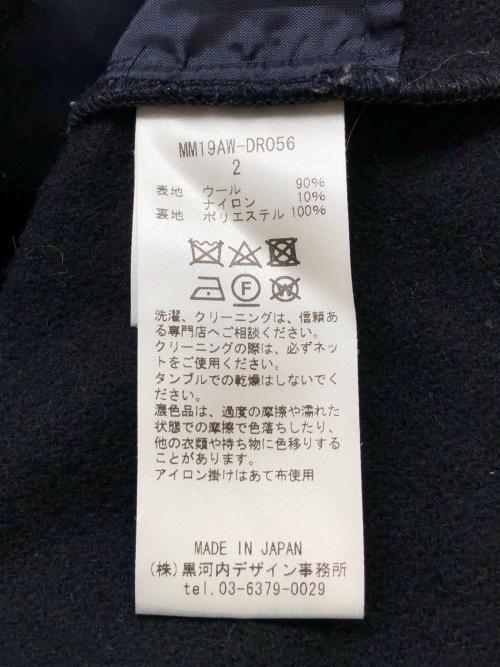 MM19AW-DR056
2
表地 ウール 90%
ナイロン 10%
裏地 ポリエステル 100%
F
W
洗濯、クリーニングは、信頼あ
る専門店へご相談ください。
クリーニングの際は、必ずネッ
トをご使用ください。
タンブルでの乾燥はしないでく
ださい。
濃色品は、過度の摩擦や濡れた
状態での摩擦で色落ちしたり、
他の衣類や持ち物に色移りする
ことがあります。
アイロン掛けはあて布使用
MADE IN JAPAN
(株)黒河内デザイン事務所
tel.03-6379-0029